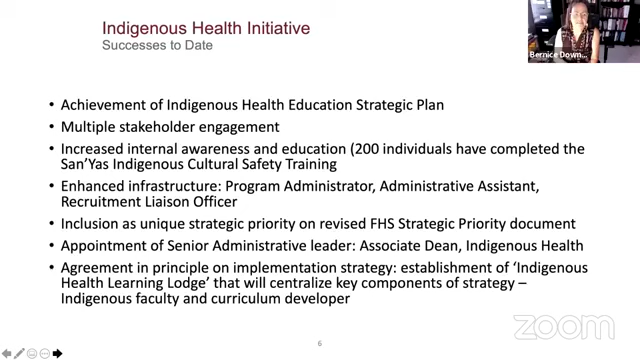 Indigenous Health Initiative
Successes to Date
Bernice Down...
• Achievement of Indigenous Health Education Strategic Plan
• Multiple stakeholder engagement
• Increased internal awareness and education (200 individuals have completed the
San'Yas Indigenous Cultural Safety Training
• Enhanced infrastructure: Program Administrator, Administrative Assistant,
Recruitment Liaison Officer
• Inclusion as unique strategic priority on revised FHS Strategic Priority document
• Appointment of Senior Administrative leader: Associate Dean, Indigenous Health
• Agreement in principle on implementation strategy: establishment of 'Indigenous
Health Learning Lodge' that will centralize key components of strategy –
Indigenous faculty and curriculum developer
6
zoom